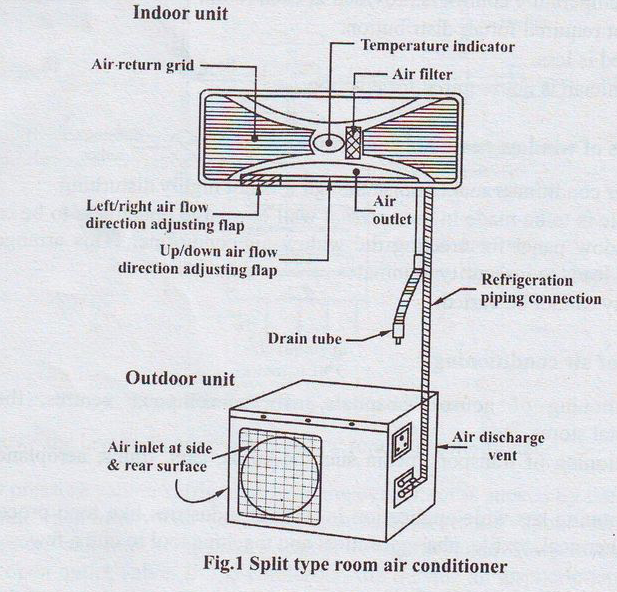 Indoor unit
Temperature indicator
Air-return grid
Air filter
Left/right air flow
direction adjusting flap
Air
outlet
Up/down air flow
direction adjusting flap
Refrigeration
piping connection
Drain tube
Outdoor unit
Air inlet at side
& rear surface
Air discharge
vent
Fig.1 Split type room air conditioner